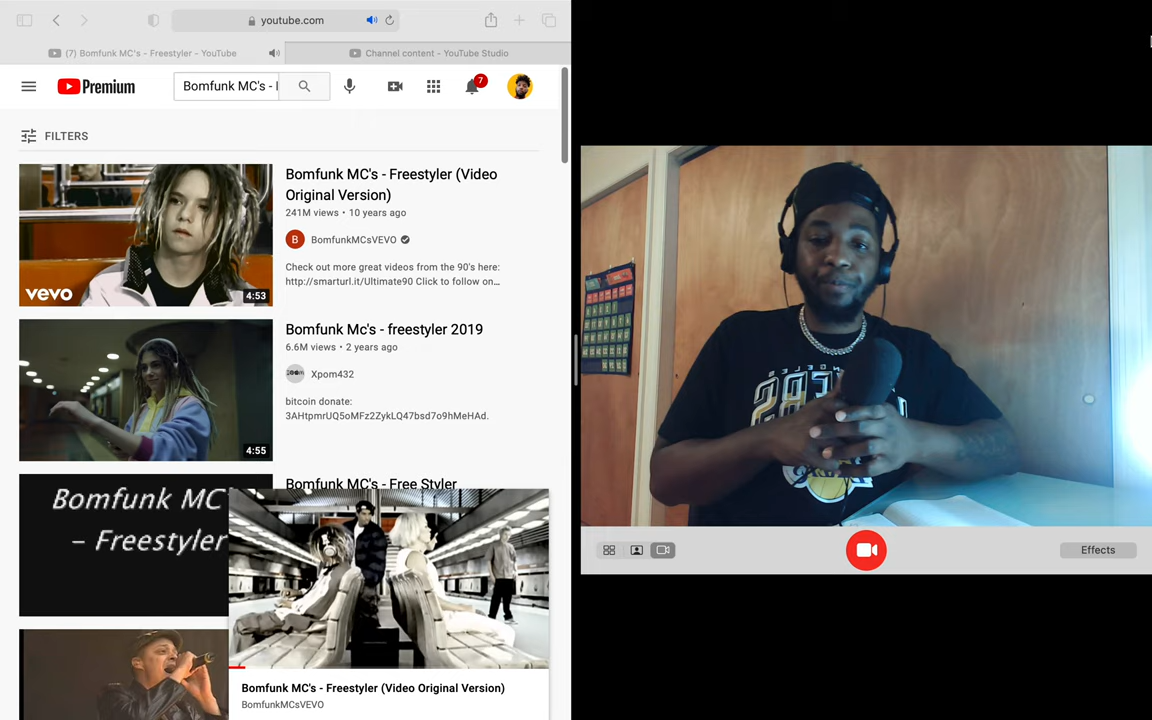 youtube.com
(7) Bomfunk MC's - Freestyler - YouTube
Channel content - YouTube Studio
Premium
Bomfunk MC's - I
7
FILTERS
Bomfunk MC's - Freestyler (Video
Original Version)
241M views • 10 years ago
B
BomfunkMCsVEVO
Check out more great videos from the 90's here:
http://smarturl.it/Ultimate90 Click to follow on...
vevo
4:53
Bomfunk Mc's - freestyler 2019
6.6M views • 2 years ago
Xpom432
bitcoin donate:
3AHtpmrUQ5oMFz2ZykLQ47bsd7o9hMeHAd.
4:55
Bomfunk MC's - Free Styler
Bomfunk MC'
- Freestyler
Bomfunk MC's - Freestyler (Video Original Version)
BomfunkMCsVEVO
Effects